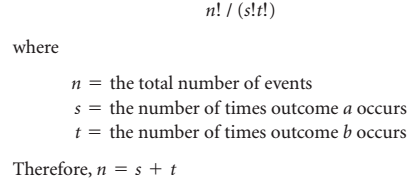 n! / (s!t!)
where
n = the total number of events
s = the number of times outcome a occurs
t = the number of times outcome b occurs
Therefore, n = s + t